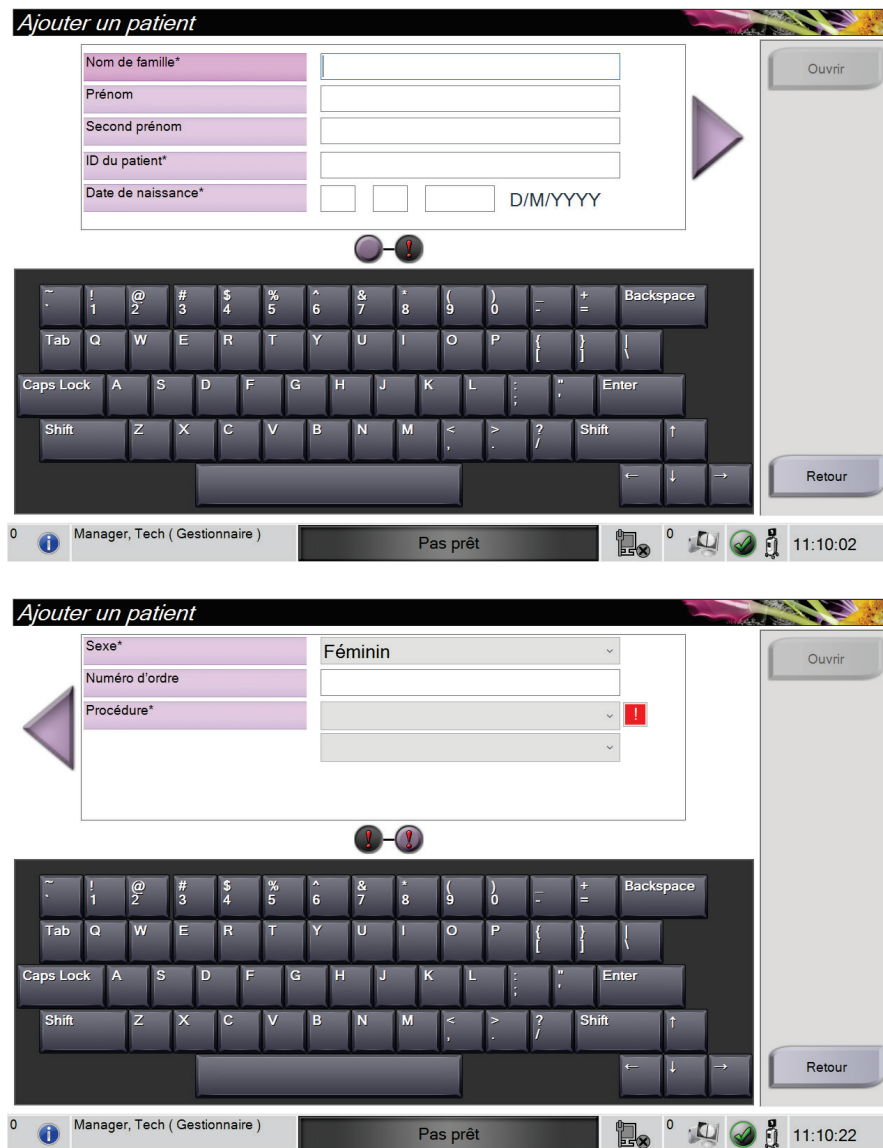 Ajouter un patient
Nom de famille*
Ouvrir
Prénom
Second prénom
ID du patient*
Date de naissance* D/M/YYYY
~ ! @ # $ % ^ & * ( ) _ + Backspace
` 1 2 3 4 5 6 7 8 9 0 - =
Tab Q W E R T Y U I O P { } |
[ ] \
Caps Lock A S D F G H J K L : " Enter
; '
Shift Z X C V B N M < > ? Shift ↑
, . /
← ↓ →
Retour
0 Manager, Tech ( Gestionnaire ) Pas prêt 0 11:10:02
Ajouter un patient
Sexe* Féminin
Ouvrir
Numéro d'ordre
Procédure* !
~ ! @ # $ % ^ & * ( ) _ + Backspace
` 1 2 3 4 5 6 7 8 9 0 - =
Tab Q W E R T Y U I O P { } |
[ ] \
Caps Lock A S D F G H J K L : " Enter
; '
Shift Z X C V B N M < > ? Shift ↑
, . /
← ↓ →
Retour
0 Manager, Tech ( Gestionnaire ) Pas prêt 0 11:10:22